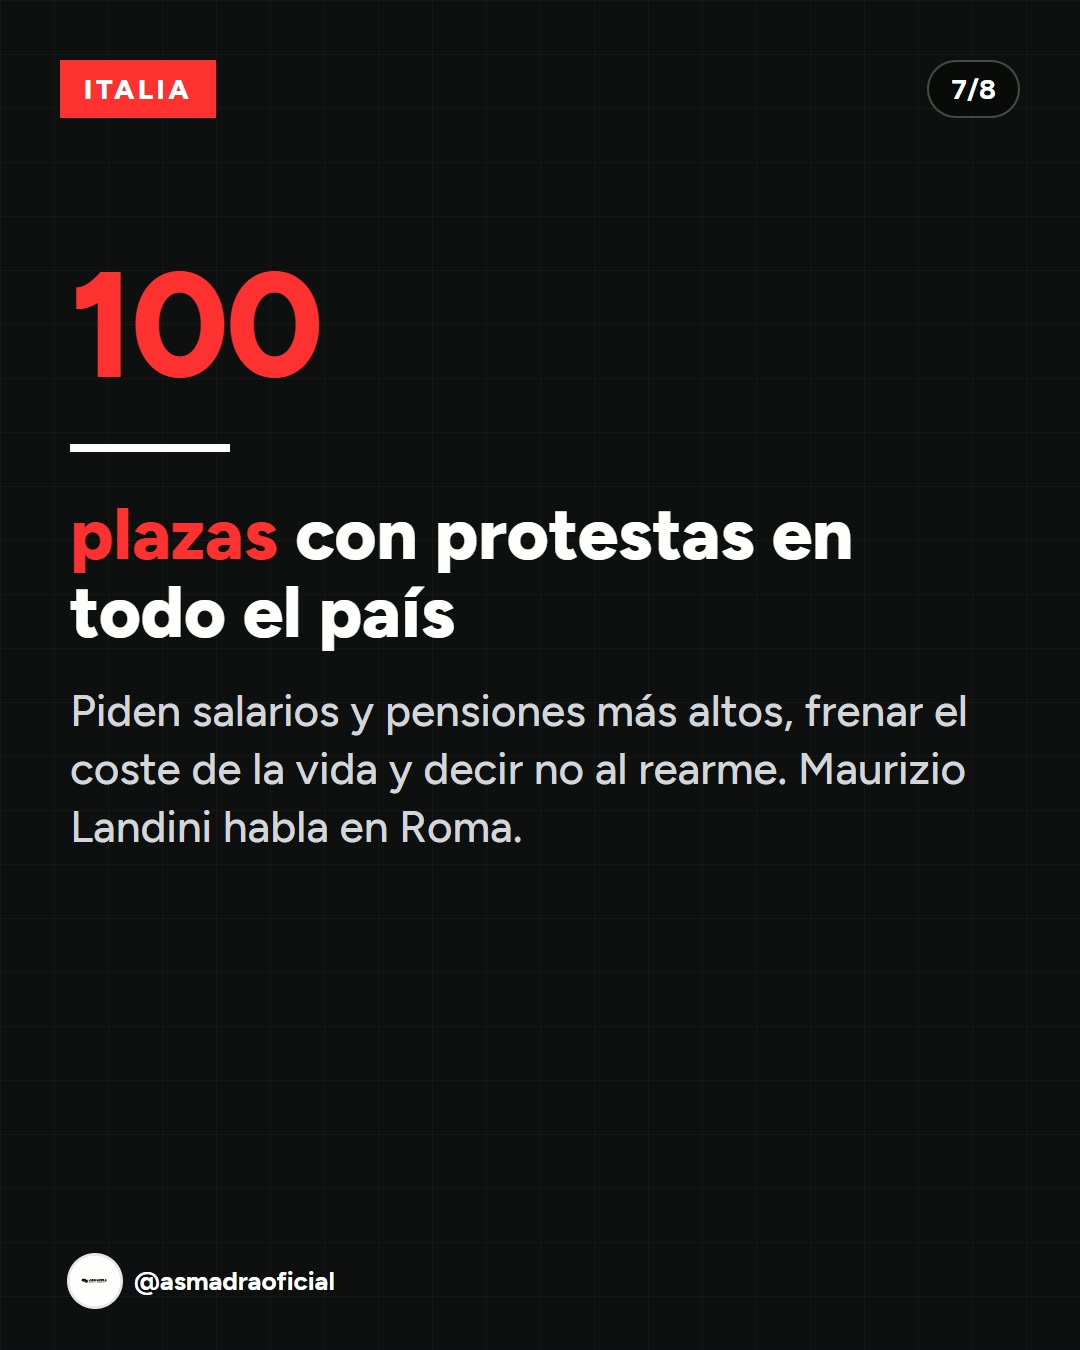 ITALIA
7/8
100
plazas con protestas en
todo el país
Piden salarios y pensiones más altos, frenar el
coste de la vida y decir no al rearme. Maurizio
Landini habla en Roma.
@asmadraoficial